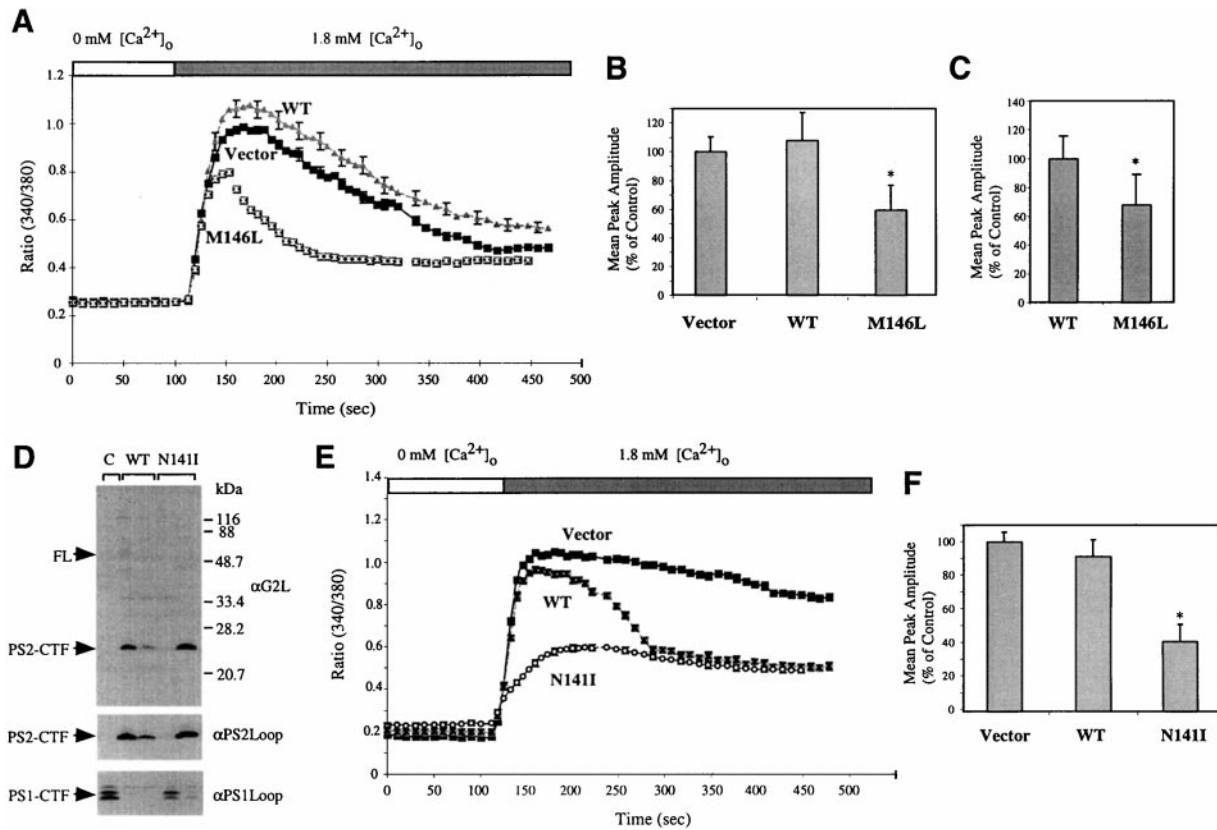 A
0 mM [Ca2+]o
1.8 mM [Ca2+]o
1.2
1.0
0.8
0.6
0.4
0.2
0
Ratio (340/380)
WT
Vector
M146L
0 50 100 150 200 250 300 350 400 450 500
Time (sec)
B
Mean Peak Amplitude
(% of Control)
120
100
80
60
40
20
0
*
Vector WT M146L
C
Mean Peak Amplitude
(% of Control)
140
120
100
80
60
40
20
0
*
WT M146L
D
C WT N141I
kDa
116
88
48.7
33.4
28.2
20.7
FL
αG2L
PS2-CTF
PS2-CTF
αPS2Loop
PS1-CTF
αPS1Loop
E
0 mM [Ca2+]o
1.8 mM [Ca2+]o
1.4
1.2
1.0
0.8
0.6
0.4
0.2
0
Ratio (340/380)
Vector
WT
N141I
0 50 100 150 200 250 300 350 400 450 500
Time (sec)
F
Mean Peak Amplitude
(% of Control)
100
80
60
40
20
0
*
Vector WT N141I